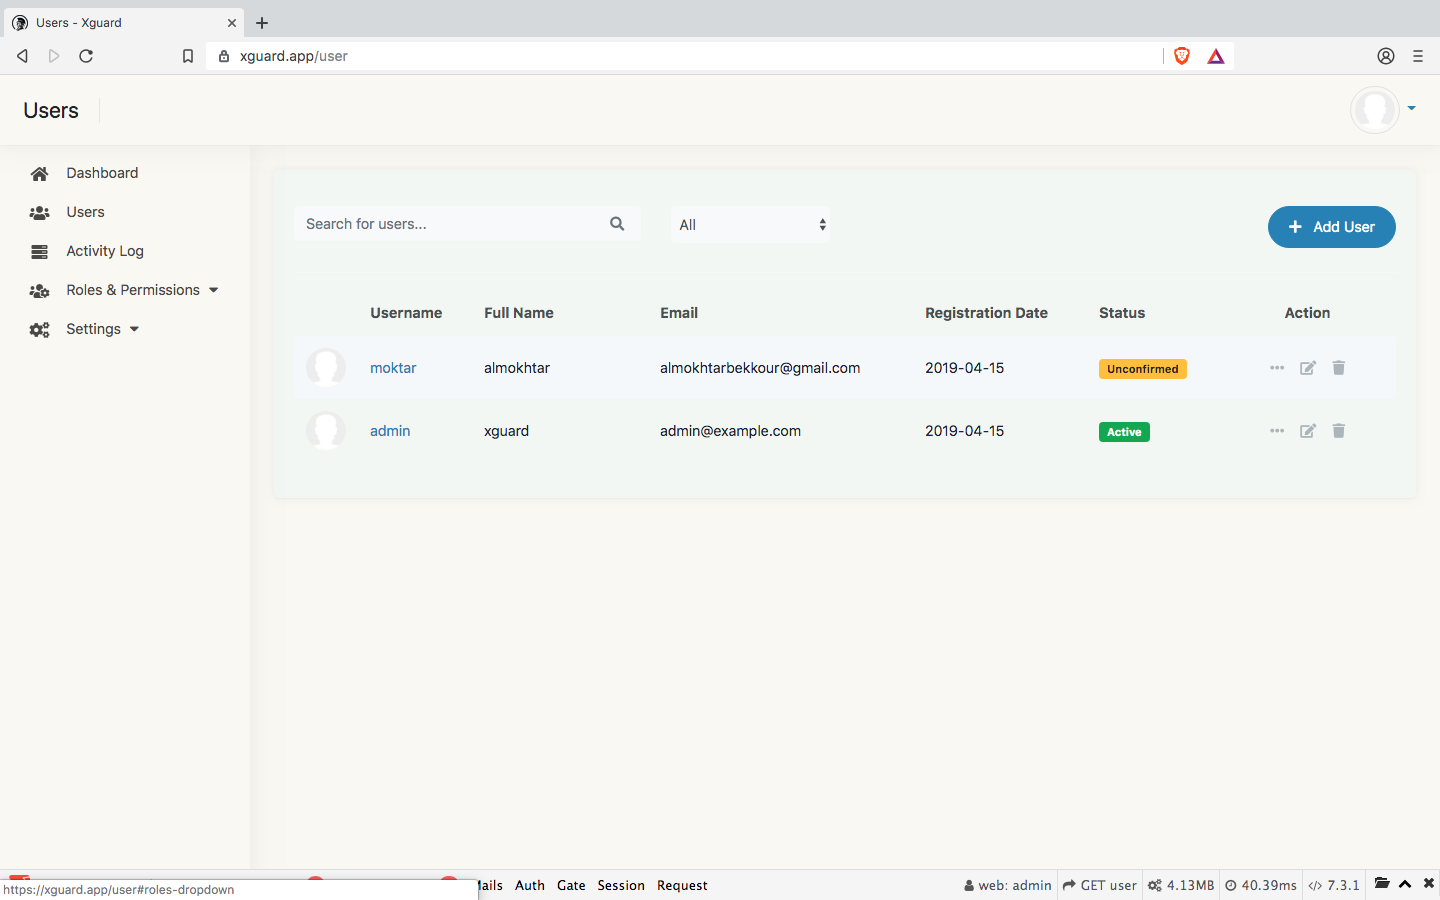 Users - Xguard
xguard.app/user
Users
Dashboard
Users
Activity Log
Roles & Permissions
Settings
Search for users...
All
Add User
Username Full Name Email Registration Date Status Action
moktar almokhtar almokhtarbekkour@gmail.com 2019-04-15 Unconfirmed
admin xguard admin@example.com 2019-04-15 Active
https://xguard.app/user#roles-dropdown
Auth Gate Session Request web: admin GET user 4.13MB 40.39ms 7.3.1